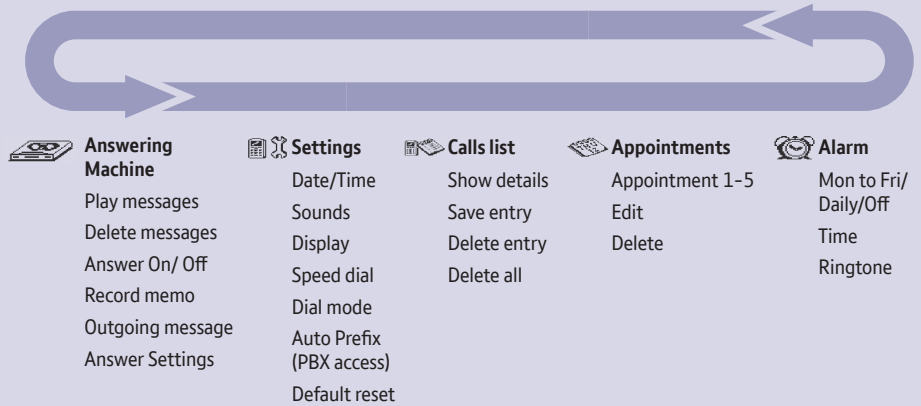 Answering
Machine
Play messages
Delete messages
Answer On/ Off
Record memo
Outgoing message
Answer Settings
Settings
Date/Time
Sounds
Display
Speed dial
Dial mode
Auto Prefix
(PBX access)
Default reset
Calls list
Show details
Save entry
Delete entry
Delete all
Appointments
Appointment 1-5
Edit
Delete
Alarm
Mon to Fri/
Daily/Off
Time
Ringtone